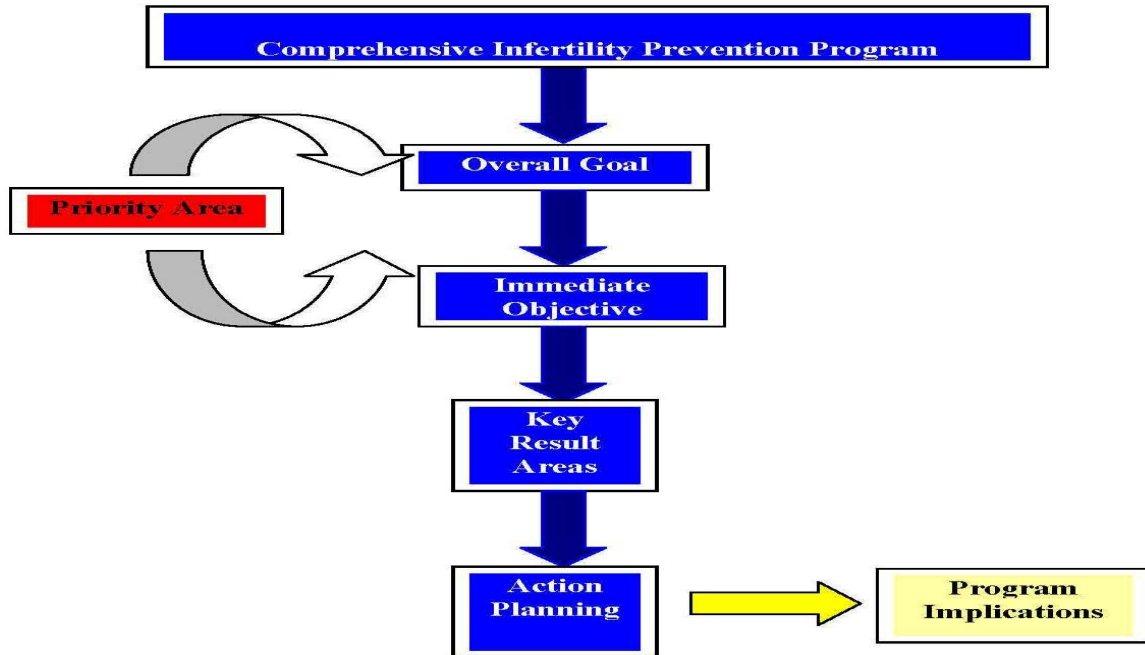 Comprehensive Infertility Prevention Program
Overall Goal
Priority Area
Immediate
Objective
Key
Result
Areas
Action
Planning
Program
Implications